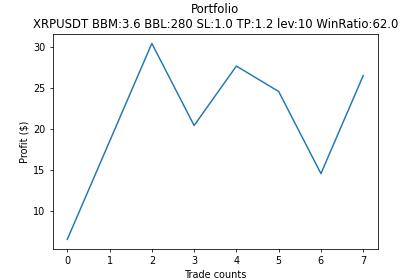 Portfolio
XRPUSDT BBM:3.6 BBL:280 SL:1.0 TP:1.2 lev:10 WinRatio:62.0
Profit ($)
30
25
20
15
10
0 1 2 3 4 5 6 7
Trade counts